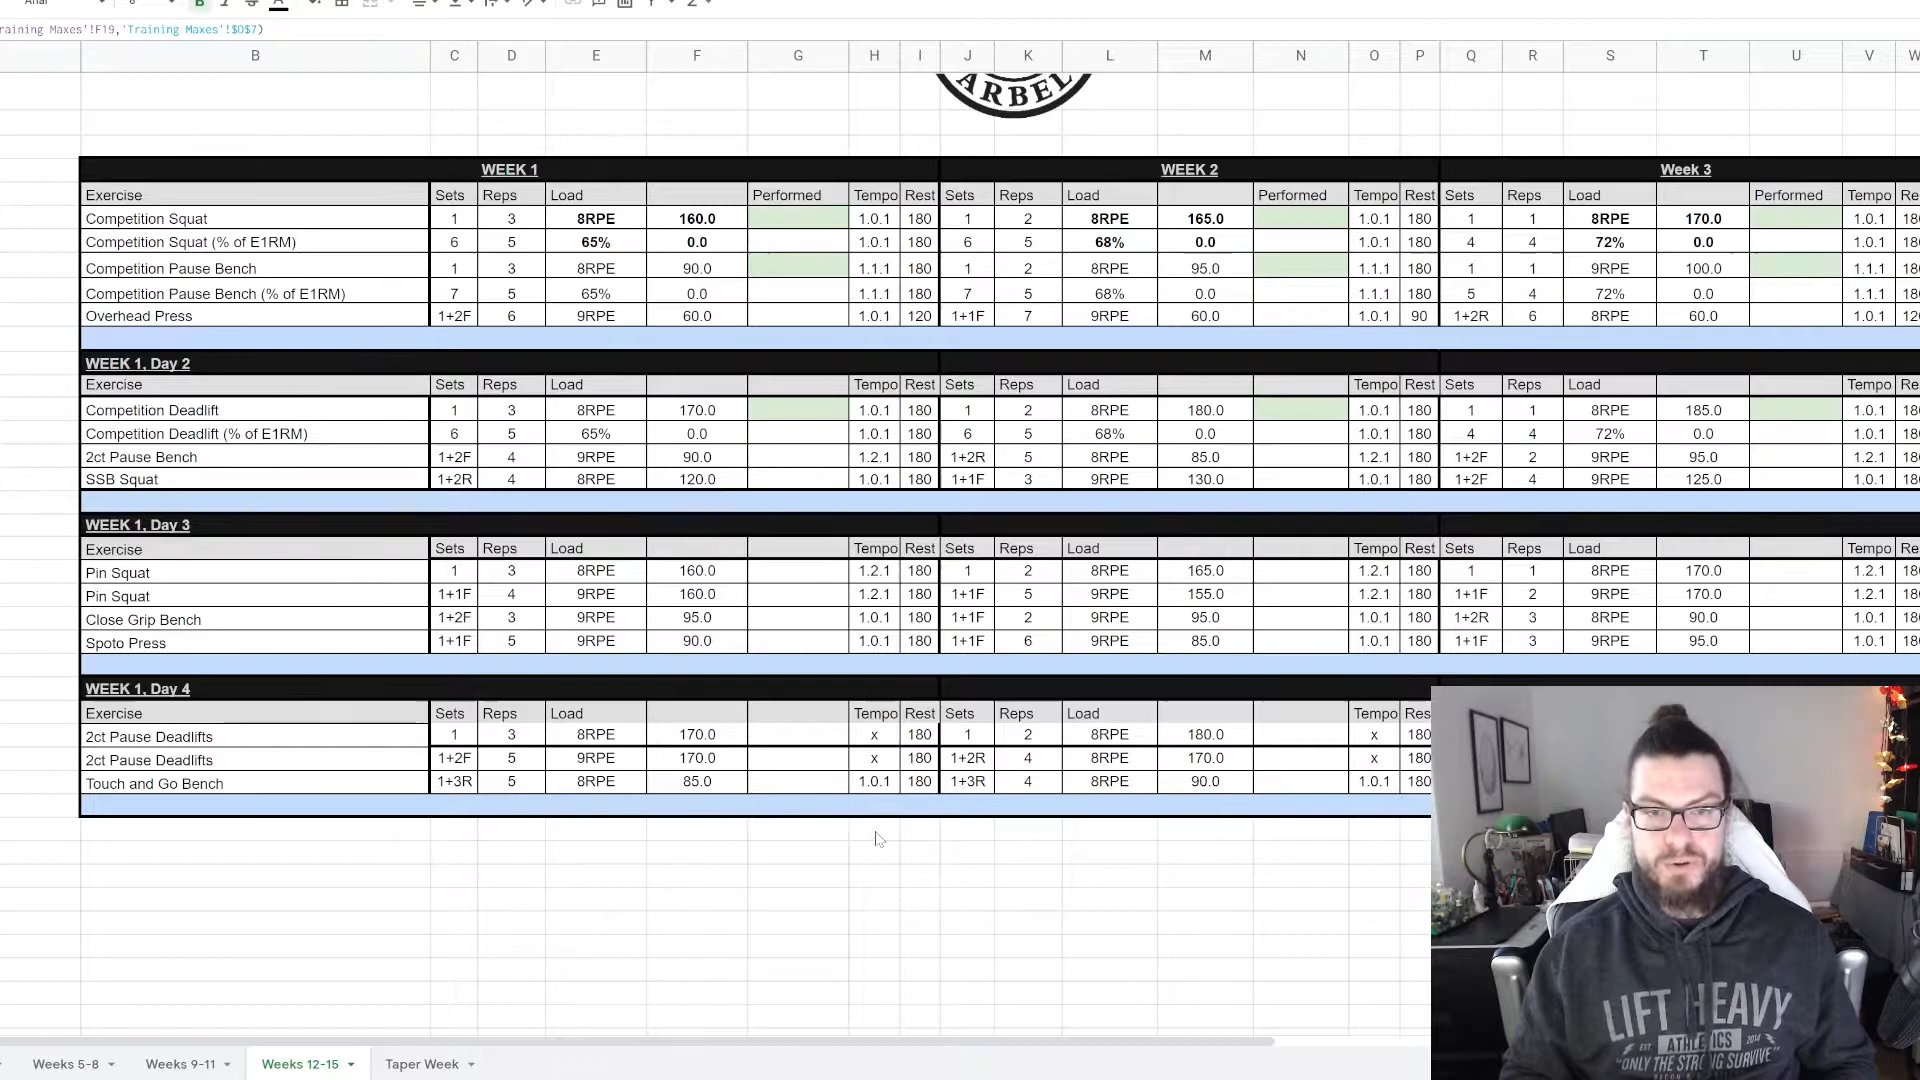 raining Maxes'!F19,'Training Maxes'!$D$7)
B C D E F G H I J K L M N O P Q R S T U V W
ARBEL
WEEK 1 WEEK 2 Week 3
Exercise Sets Reps Load Performed Tempo Rest Sets Reps Load Performed Tempo Rest Sets Reps Load Performed Tempo Re
Competition Squat 1 3 8RPE 160.0 1.0.1 180 1 2 8RPE 165.0 1.0.1 180 1 1 8RPE 170.0 1.0.1 18
Competition Squat (% of E1RM) 6 5 65% 0.0 1.0.1 180 6 5 68% 0.0 1.0.1 180 4 4 72% 0.0 1.0.1 18
Competition Pause Bench 1 3 8RPE 90.0 1.1.1 180 1 2 8RPE 95.0 1.1.1 180 1 1 9RPE 100.0 1.1.1 18
Competition Pause Bench (% of E1RM) 7 5 65% 0.0 1.1.1 180 7 5 68% 0.0 1.1.1 180 5 4 72% 0.0 1.1.1 18
Overhead Press 1+2F 6 9RPE 60.0 1.0.1 120 1+1F 7 9RPE 60.0 1.0.1 90 1+2R 6 8RPE 60.0 1.0.1 12
WEEK 1, Day 2
Exercise Sets Reps Load Tempo Rest Sets Reps Load Tempo Rest Sets Reps Load Tempo Re
Competition Deadlift 1 3 8RPE 170.0 1.0.1 180 1 2 8RPE 180.0 1.0.1 180 1 1 8RPE 185.0 1.0.1 18
Competition Deadlift (% of E1RM) 6 5 65% 0.0 1.0.1 180 6 5 68% 0.0 1.0.1 180 4 4 72% 0.0 1.0.1 18
2ct Pause Bench 1+2F 4 9RPE 90.0 1.2.1 180 1+2R 5 8RPE 85.0 1.2.1 180 1+2F 2 9RPE 95.0 1.2.1 18
SSB Squat 1+2R 4 8RPE 120.0 1.0.1 180 1+1F 3 9RPE 130.0 1.0.1 180 1+2F 4 9RPE 125.0 1.0.1 18
WEEK 1, Day 3
Exercise Sets Reps Load Tempo Rest Sets Reps Load Tempo Rest Sets Reps Load Tempo Re
Pin Squat 1 3 8RPE 160.0 1.2.1 180 1 2 8RPE 165.0 1.2.1 180 1 1 8RPE 170.0 1.2.1 18
Pin Squat 1+1F 4 9RPE 160.0 1.2.1 180 1+1F 5 9RPE 155.0 1.2.1 180 1+1F 2 9RPE 170.0 1.2.1 18
Close Grip Bench 1+2F 3 9RPE 95.0 1.0.1 180 1+1F 2 9RPE 95.0 1.0.1 180 1+2R 3 8RPE 90.0 1.0.1 18
Spoto Press 1+1F 5 9RPE 90.0 1.0.1 180 1+1F 6 9RPE 85.0 1.0.1 180 1+1F 3 9RPE 95.0 1.0.1 18
WEEK 1, Day 4
Exercise Sets Reps Load Tempo Rest Sets Reps Load Tempo Res
2ct Pause Deadlifts 1 3 8RPE 170.0 x 180 1 2 8RPE 180.0 x 180
2ct Pause Deadlifts 1+2F 5 9RPE 170.0 x 180 1+2R 4 8RPE 170.0 x 180
Touch and Go Bench 1+3R 5 8RPE 85.0 1.0.1 180 1+3R 4 8RPE 90.0 1.0.1 180
LIFT HEAVY
EST. ATHLETICS 2014
"ONLY THE STRONG SURVIVE"
Weeks 5-8 Weeks 9-11 Weeks 12-15 Taper Week